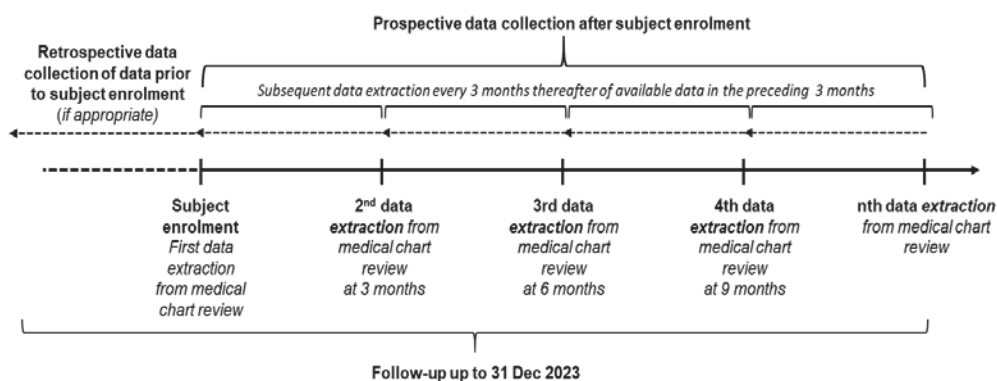 Prospective data collection after subject enrolment
Retrospective data
collection of data prior
to subject enrolment
(if appropriate)
Subsequent data extraction every 3 months thereafter of available data in the preceding 3 months
Subject
enrolment
First data
extraction
from medical
chart review
2nd data
extraction from
medical chart
review
at 3 months
3rd data
extraction from
medical chart
review
at 6 months
4th data
extraction from
medical chart
review
at 9 months
nth data extraction
from medical chart
review
Follow-up up to 31 Dec 2023